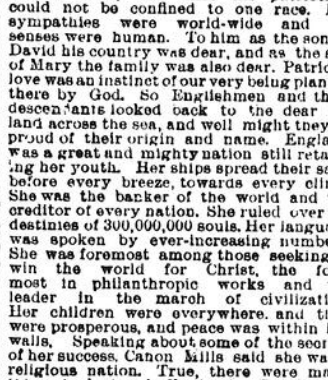 could not be confined to one race.
sympathies were world-wide and
senses were human. To him as the son
David his country was dear, and as the
of Mary the family was also dear. Patri
love was an instinct of our very being plan
there by God. So Englishmen and th
descendants looked back to the dear
land across the sea, and well might they
proud of their origin and name. Engla
was a great and mighty nation still reta
ing her youth. Her ships spread their sa
before every breeze, towards every cli
She was the banker of the world and
creditor of every nation. She ruled over
destinies of 300,000,000 souls. Her langu
was spoken by ever-increasing numbe
She was foremost among those seeking
win the world for Christ, the fo
most in philanthropic works and
leader in the march of civilizati
Her children were everywhere, and t
were prosperous, and peace was within
walls. Speaking about some of the secr
of her success, Canon Mills said she wa
religious nation. True, there were ma